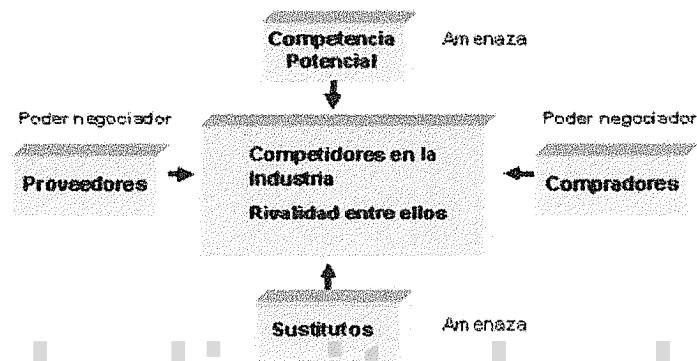 Competencia
Potencial
Amenaza
Poder negociador
Poder negociador
Proveedores
Competidores en la
Industria
Rivalidad entre ellos
Compradores
Sustitutos
Amenaza